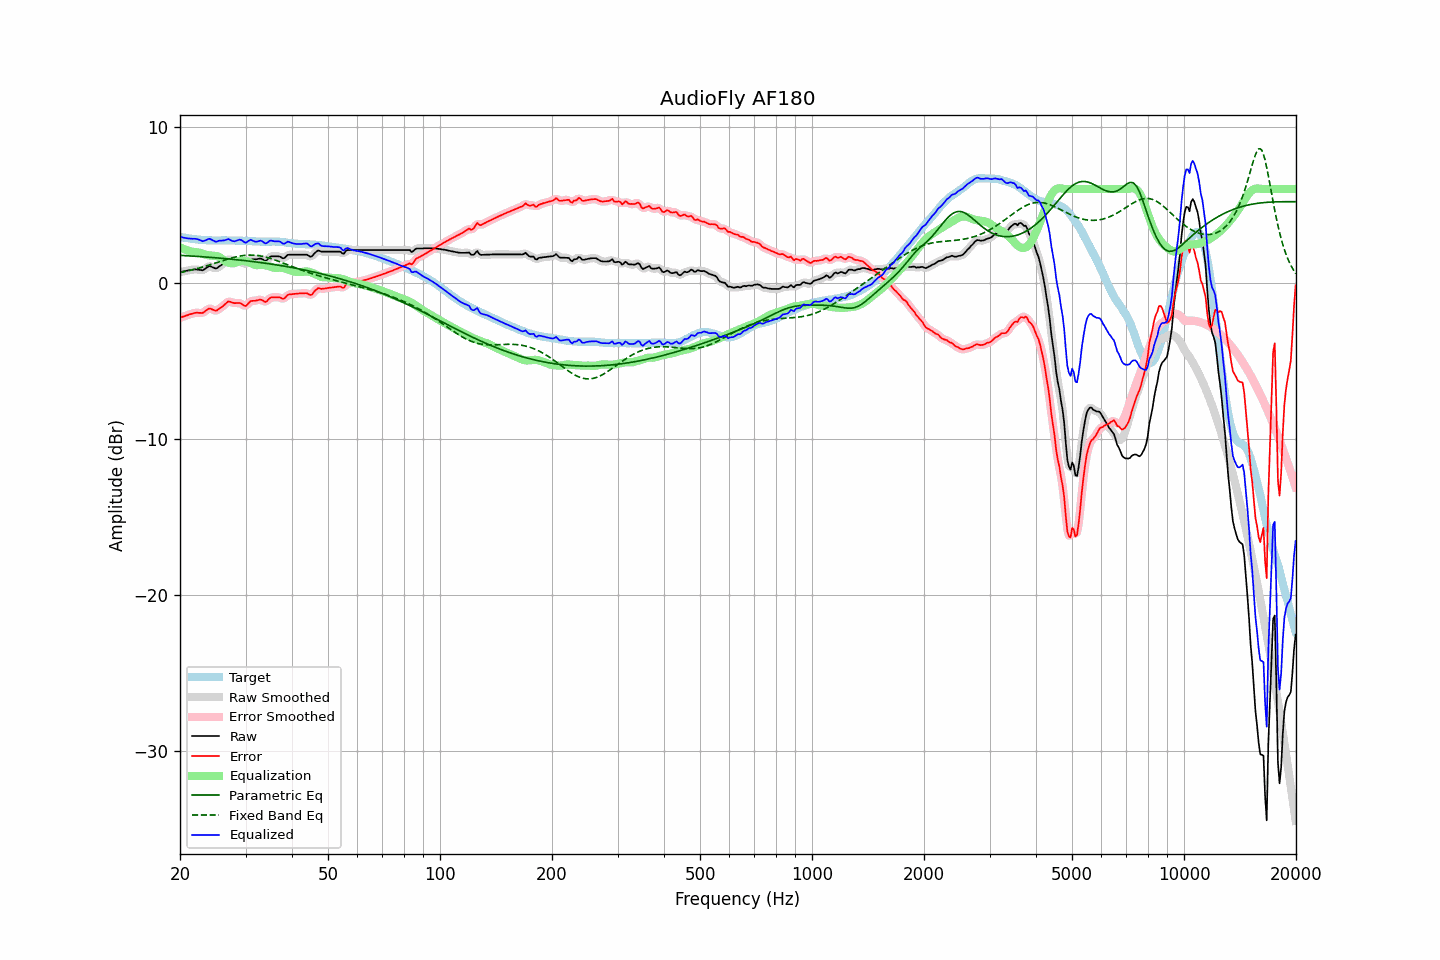 AudioFly AF180
10
0
−10
−20
−30
Amplitude (dBr)
20
50
100
200
500
1000
2000
5000
10000
20000
Frequency (Hz)
Target
Raw Smoothed
Error Smoothed
Raw
Error
Equalization
Parametric Eq
Fixed Band Eq
Equalized